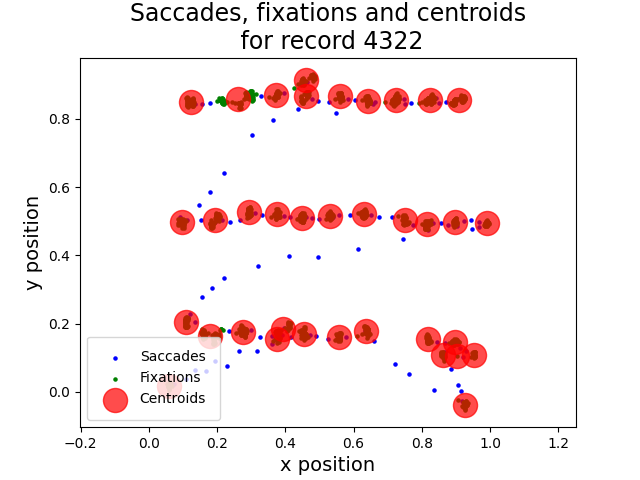 Saccades, fixations and centroids
for record 4322
y position
0.8
0.6
0.4
0.2
0.0
Saccades
Fixations
Centroids
−0.2
0.0
0.2
0.4
0.6
0.8
1.0
1.2
x position